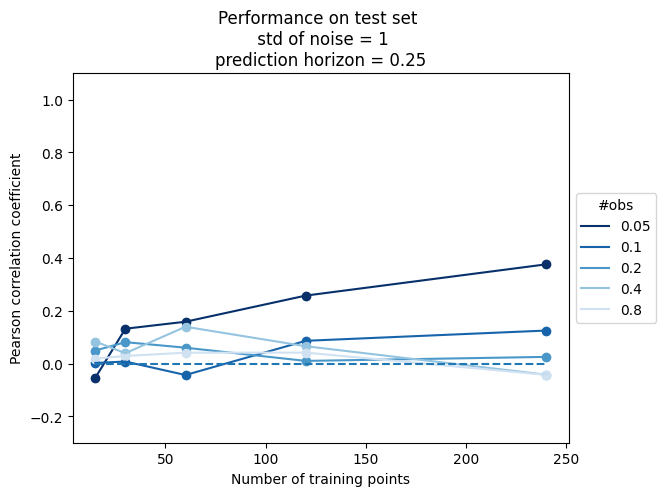 Performance on test set
std of noise = 1
prediction horizon = 0.25
Pearson correlation coefficient
1.0
0.8
0.6
0.4
0.2
0.0
−0.2
50
100
150
200
250
Number of training points
#obs
0.05
0.1
0.2
0.4
0.8